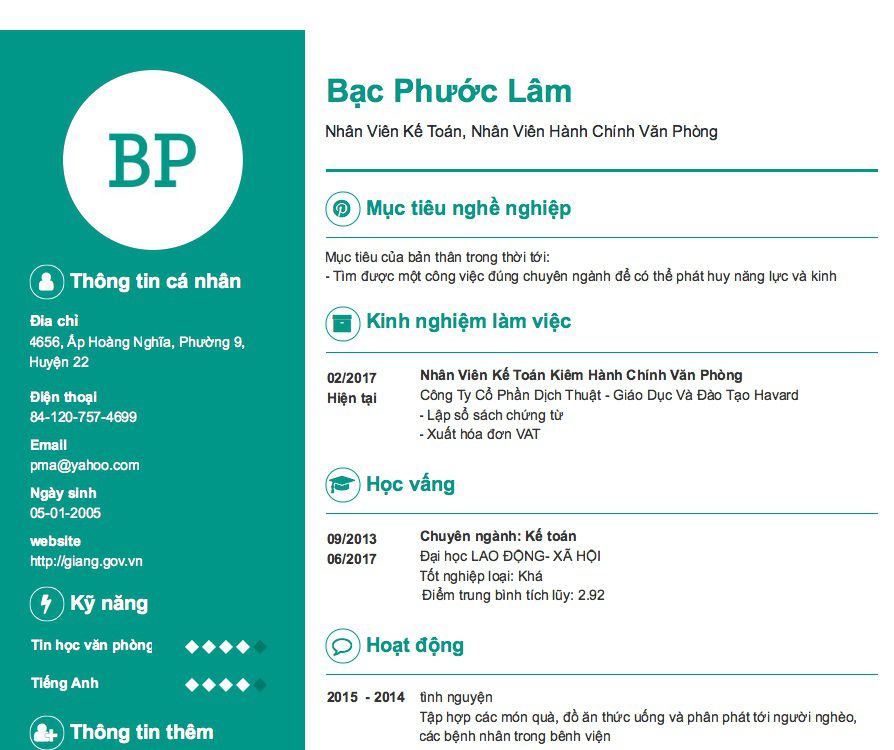 BP
Thông tin cá nhân
Đia chỉ
4656, Ấp Hoàng Nghĩa, Phường 9,
Huyện 22
Điện thoại
84-120-757-4699
Email
pma@yahoo.com
Ngày sinh
05-01-2005
website
http://giang.gov.vn
Kỹ năng
Tin học văn phòng
Tiếng Anh
Thông tin thêm
Bạc Phước Lâm
Nhân Viên Kế Toán, Nhân Viên Hành Chính Văn Phòng
Mục tiêu nghề nghiệp
Mục tiêu của bản thân trong thời tới:
- Tìm được một công việc đúng chuyên ngành để có thể phát huy năng lực và kinh
Kinh nghiệm làm việc
02/2017 Nhân Viên Kế Toán Kiêm Hành Chính Văn Phòng
Hiện tại Công Ty Cổ Phần Dịch Thuật - Giáo Dục Và Đào Tạo Havard
- Lập sổ sách chứng từ
- Xuất hóa đơn VAT
Học vấng
09/2013 Chuyên ngành: Kế toán
06/2017 Đại học LAO ĐỘNG- XÃ HỘI
Tốt nghiệp loại: Khá
Điểm trung bình tích lũy: 2.92
Hoạt động
2015 - 2014 tình nguyện
Tập hợp các món quà, đồ ăn thức uống và phân phát tới người nghèo,
các bệnh nhân trong bênh viện